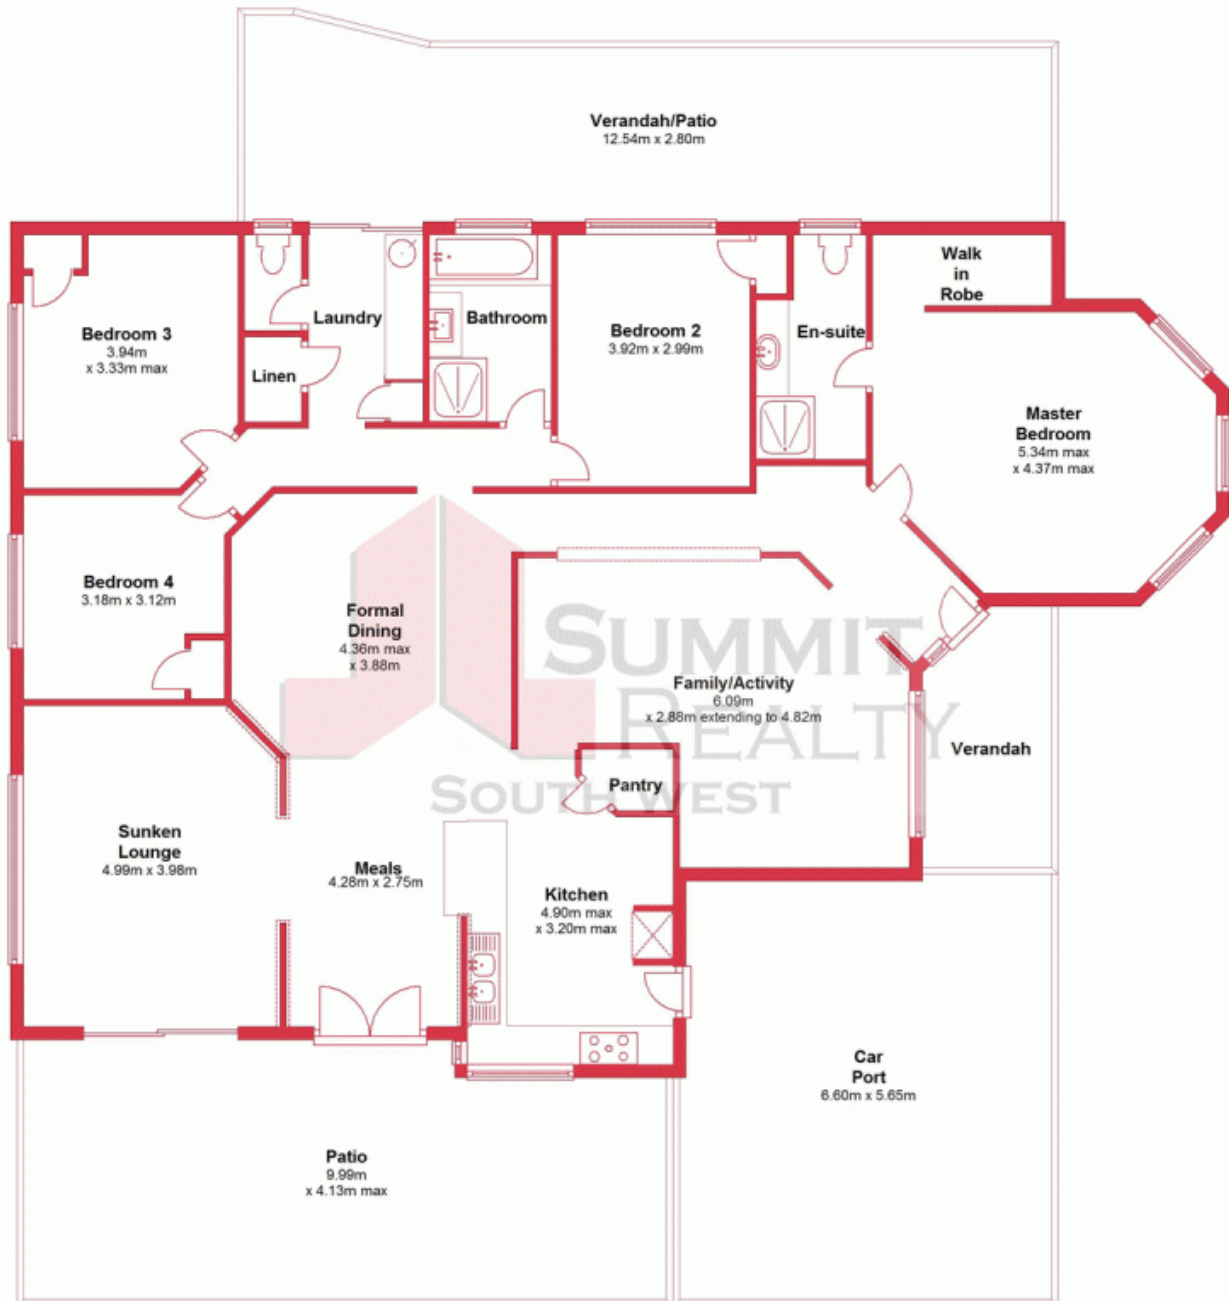 Verandah/Patio
12.54m x 2.80m
Walk
in
Robe
Bedroom 3
3.94m
x 3.33m max
Laundry
Linen
Bathroom
Bedroom 2
3.92m x 2.99m
En-suite
Master
Bedroom
5.34m max
x 4.37m max
Bedroom 4
3.18m x 3.12m
Formal
Dining
4.36m max
x 3.88m
SUMMIT
REALTY
SOUTH WEST
Family/Activity
6.09m
x 2.88m extending to 4.82m
Verandah
Pantry
Sunken
Lounge
4.99m x 3.98m
Meals
4.28m x 2.75m
Kitchen
4.90m max
x 3.20m max
Car
Port
6.60m x 5.65m
Patio
9.99m
x 4.13m max